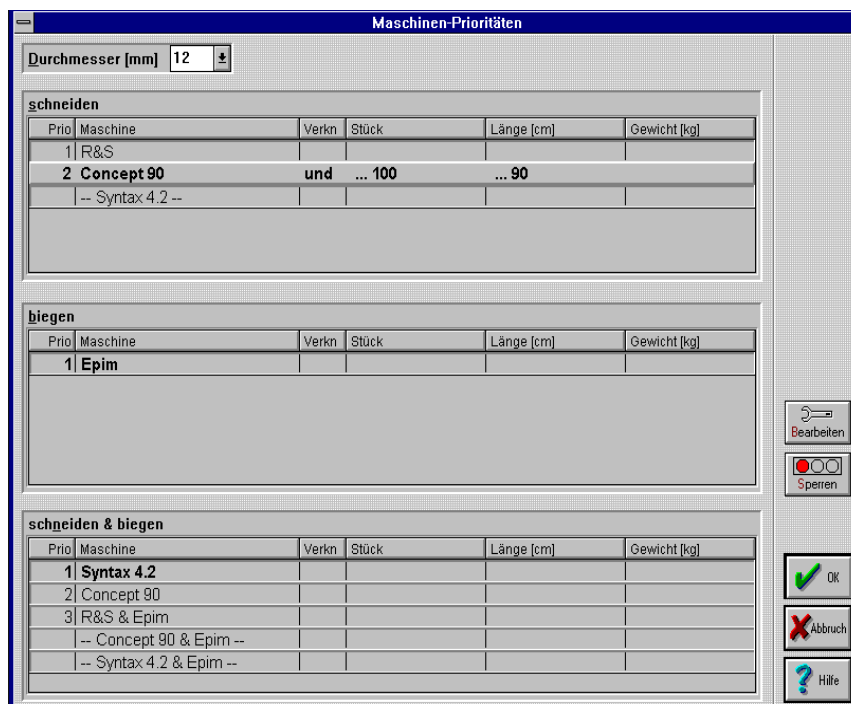 Maschinen-Prioritäten
Durchmesser [mm] 12
schneiden
Prio Maschine Verkn Stück Länge [cm] Gewicht [kg]
1 R&S
2 Concept 90 und ... 100 ... 90
-- Syntax 4.2 --
biegen
Prio Maschine Verkn Stück Länge [cm] Gewicht [kg]
1 Epim
Bearbeiten
Sperren
schneiden & biegen
Prio Maschine Verkn Stück Länge [cm] Gewicht [kg]
1 Syntax 4.2
2 Concept 90
3 R&S & Epim
-- Concept 90 & Epim --
-- Syntax 4.2 & Epim --
OK
Abbruch
Hilfe